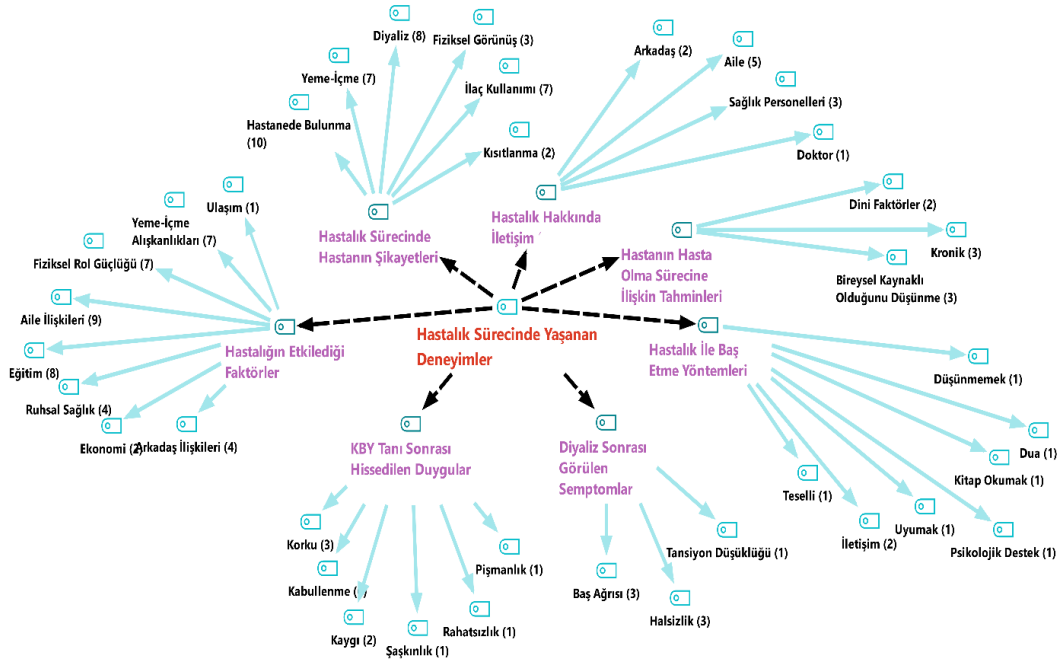 Diyaliz (8)
Fiziksel Görünüş (3)
Yeme-İçme (7)
İlaç Kullanımı (7)
Hastanede Bulunma
(10)
Kısıtlanma (2)
Hastalık Sürecinde
Hastanın Şikayetleri
Arkadaş (2)
Aile (5)
Sağlık Personelleri (3)
Doktor (1)
Hastalık Hakkında
İletişim
Dini Faktörler (2)
Kronik (3)
Bireysel Kaynaklı
Olduğunu Düşünme (3)
Hastanın Hasta
Olma Sürecine
İlişkin Tahminleri
Ulaşım (1)
Yeme-İçme
Alışkanlıkları (7)
Fiziksel Rol Güçlüğü (7)
Aile İlişkileri (9)
Eğitim (8)
Ruhsal Sağlık (4)
Ekonomi (2)
Arkadaş İlişkileri (4)
Hastalığın Etkilediği
Faktörler
Hastalık Sürecinde Yaşanan
Deneyimler
Hastalık İle Baş
Etme Yöntemleri
Düşünmemek (1)
Dua (1)
Kitap Okumak (1)
Psikolojik Destek (1)
Uyumak (1)
İletişim (2)
Teselli (1)
KBY Tanı Sonrası
Hissedilen Duygular
Korku (3)
Kabullenme
Kaygı (2)
Şaşkınlık (1)
Rahatsızlık (1)
Pişmanlık (1)
Diyaliz Sonrası
Görülen
Semptomlar
Tansiyon Düşüklüğü (1)
Baş Ağrısı (3)
Halsizlik (3)